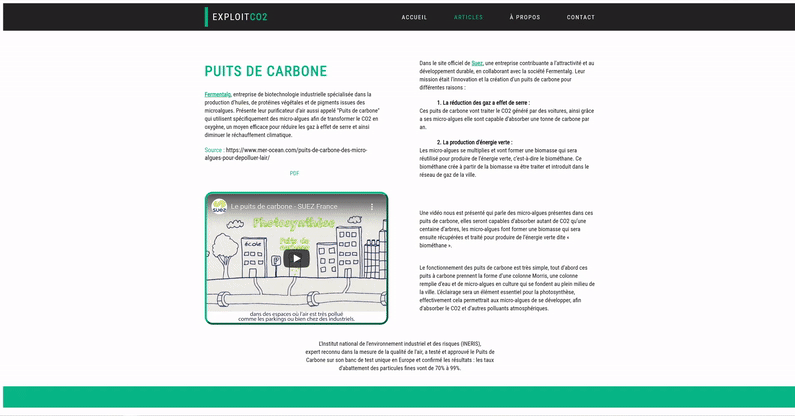 EXPLOITCO2
ACCUEIL
ARTICLES
À PROPOS
CONTACT
PUITS DE CARBONE
Fermentalg, entreprise de biotechnologie industrielle spécialisée dans la
production d'huiles, de protéines végétales et de pigments issues des
microalgues. Présente leur purificateur d'air aussi appelé "Puits de carbone"
qui utilisent spécifiquement des micro-algues afin de transformer le CO2 en
oxygène, un moyen efficace pour réduire les gaz à effet de serre et ainsi
diminuer le réchauffement climatique.
Source : https://www.mer-ocean.com/puits-de-carbone-des-micro-
algues-pour-depolluer-lair/
PDF
suez
Le puits de carbone - SUEZ France
Photosynthèse
école
Puits de
carbone
dans des espaces où l'air est très pollué
comme les parkings ou bien chez des industriels.
Dans le site officiel de Suez, une entreprise contribuante a l'attractivité et au
développement durable, en collaborant avec la société Fermentalg. Leur
mission était l'innovation et la création d'un puits de carbone pour
différentes raisons :
1. La réduction des gaz a effet de serre :
Ces puits de carbone vont traiter le CO2 généré par des voitures, ainsi grâce
a ses micro-algues elle sont capable d'absorber une tonne de carbone par
an.
2. La production d'énergie verte :
Les micro-algues se multiplies et vont former une biomasse qui sera
réutilisé pour produire de l'énergie verte, c'est-à-dire le biométhane. Ce
biométhane crée à partir de la biomasse va être traiter et introduit dans le
réseau de gaz de la ville.
Une vidéo nous est présenté qui parle des micro-algues présentes dans ces
puits de carbone, elles seront capables d'absorber autant de CO2 qu'une
centaine d'arbres, les micro-algues font former une biomasse qui sera
ensuite récupérées et traité pour produire de l'énergie verte dite «
biométhane ».
Le fonctionnement des puits de carbone est très simple, tout d'abord ces
puits à carbone prennent la forme d'une colonne Morris, une colonne
remplie d'eau et de micro-algues en culture qui se fondent au plein milieu de
la ville. L'éclairage sera un élément essentiel pour la photosynthèse,
effectivement cela permettrait aux micro-algues de se développer, afin
d'absorber le CO2 et d'autres polluants atmosphériques.
L'Institut national de l'environnement industriel et des risques (INERIS),
expert reconnu dans la mesure de la qualité de l'air, a testé et approuvé le Puits de
Carbone sur son banc de test unique en Europe et confirmé les résultats : les taux
d'abattement des particules fines vont de 70% à 99%.